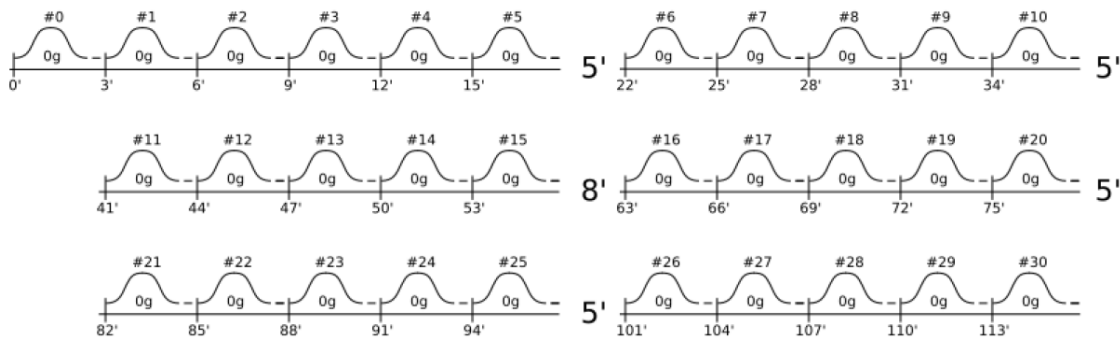 #0 #1 #2 #3 #4 #5 #6 #7 #8 #9 #10
0g 0g 0g 0g 0g 0g 0g 0g 0g 0g 0g
5' 5'
0' 3' 6' 9' 12' 15' 22' 25' 28' 31' 34'
#11 #12 #13 #14 #15 #16 #17 #18 #19 #20
0g 0g 0g 0g 0g 0g 0g 0g 0g 0g
8' 5'
41' 44' 47' 50' 53' 63' 66' 69' 72' 75'
#21 #22 #23 #24 #25 #26 #27 #28 #29 #30
0g 0g 0g 0g 0g 0g 0g 0g 0g 0g
5'
82' 85' 88' 91' 94' 101' 104' 107' 110' 113'